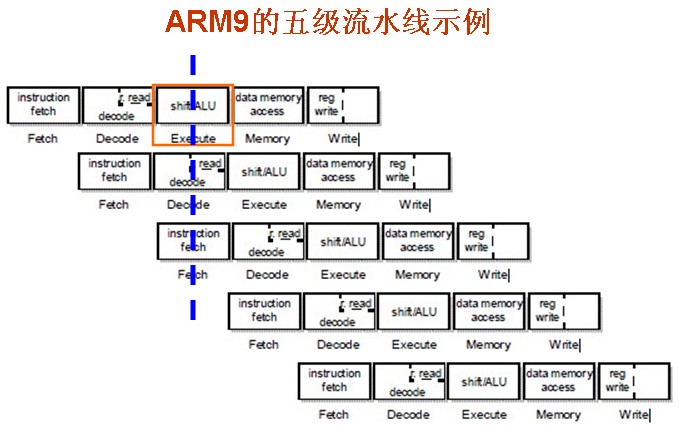 ARM9的五级流水线示例
instruction fetch
r. read
decode
shift/ALU
data memory access
reg write
Fetch Decode Execute Memory Write
instruction fetch
r. read
decode
shift/ALU
data memory access
reg write
Fetch Decode Execute Memory Write
instruction fetch
r. read
decode
shift/ALU
data memory access
reg write
Fetch Decode Execute Memory Write
instruction fetch
r. read
decode
shift/ALU
data memory access
reg write
Fetch Decode Execute Memory Write
instruction fetch
r. read
decode
shift/ALU
data memory access
reg write
Fetch Decode Execute Memory Write